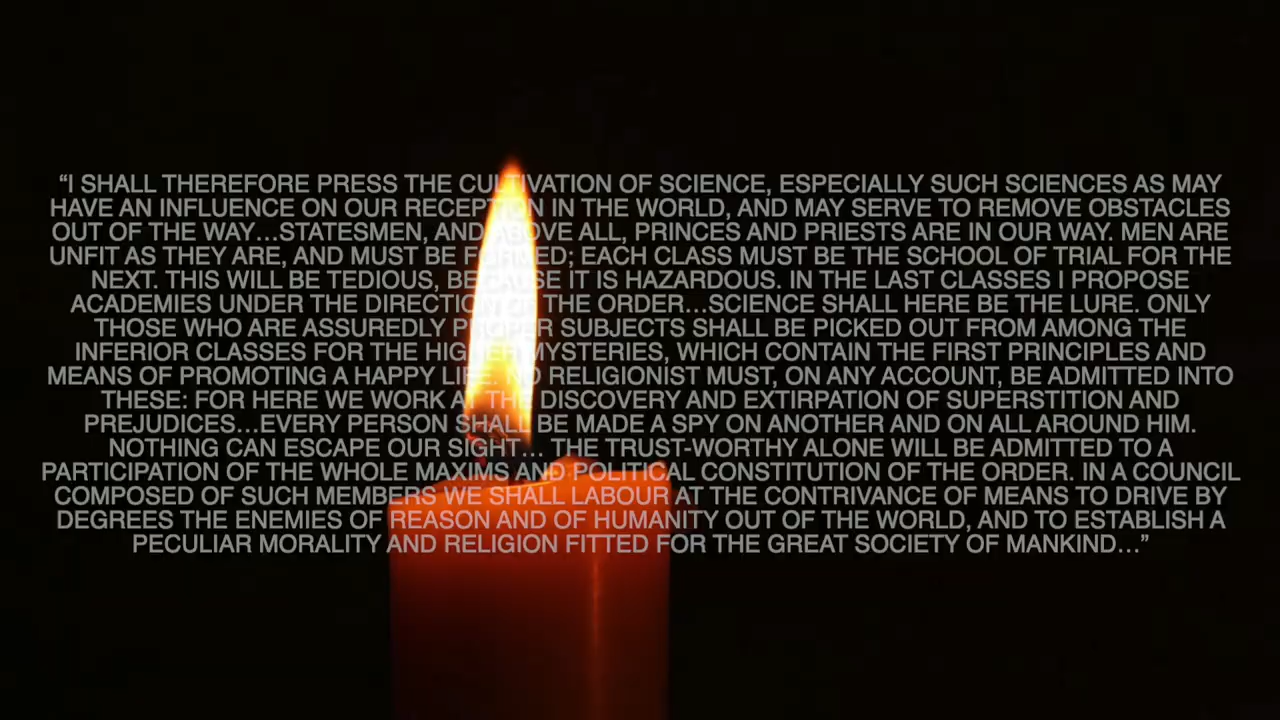 “I SHALL THEREFORE PRESS THE CULTIVATION OF SCIENCE, ESPECIALLY SUCH SCIENCES AS MAY
HAVE AN INFLUENCE ON OUR RECEPTION IN THE WORLD, AND MAY SERVE TO REMOVE OBSTACLES
OUT OF THE WAY…STATESMEN, AND ABOVE ALL, PRINCES AND PRIESTS ARE IN OUR WAY. MEN ARE
UNFIT AS THEY ARE, AND MUST BE FORMED; EACH CLASS MUST BE THE SCHOOL OF TRIAL FOR THE
NEXT. THIS WILL BE TEDIOUS, BECAUSE IT IS HAZARDOUS. IN THE LAST CLASSES I PROPOSE
ACADEMIES UNDER THE DIRECTION OF THE ORDER…SCIENCE SHALL HERE BE THE LURE. ONLY
THOSE WHO ARE ASSUREDLY PROPER SUBJECTS SHALL BE PICKED OUT FROM AMONG THE
INFERIOR CLASSES FOR THE HIGHER MYSTERIES, WHICH CONTAIN THE FIRST PRINCIPLES AND
MEANS OF PROMOTING A HAPPY LIFE. NO RELIGIONIST MUST, ON ANY ACCOUNT, BE ADMITTED INTO
THESE: FOR HERE WE WORK AT THE DISCOVERY AND EXTIRPATION OF SUPERSTITION AND
PREJUDICES…EVERY PERSON SHALL BE MADE A SPY ON ANOTHER AND ON ALL AROUND HIM.
NOTHING CAN ESCAPE OUR SIGHT… THE TRUST-WORTHY ALONE WILL BE ADMITTED TO A
PARTICIPATION OF THE WHOLE MAXIMS AND POLITICAL CONSTITUTION OF THE ORDER. IN A COUNCIL
COMPOSED OF SUCH MEMBERS WE SHALL LABOUR AT THE CONTRIVANCE OF MEANS TO DRIVE BY
DEGREES THE ENEMIES OF REASON AND OF HUMANITY OUT OF THE WORLD, AND TO ESTABLISH A
PECULIAR MORALITY AND RELIGION FITTED FOR THE GREAT SOCIETY OF MANKIND…”